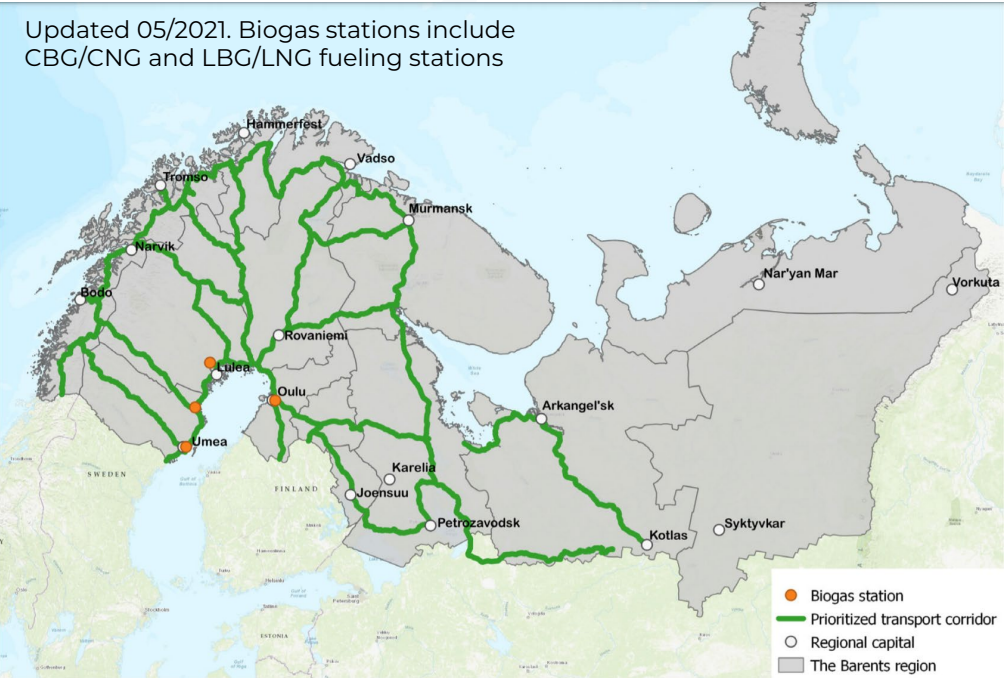 Updated 05/2021. Biogas stations include
CBG/CNG and LBG/LNG fueling stations
Hammerfest
Vadso
Tromso
Murmansk
Narvik
Nar'yan Mar
Vorkuta
Bodo
Rovaniemi
Lulea
Oulu
Arkangel'sk
Umea
Karelia
SWEDEN
FINLAND
Joensuu
Petrozavodsk
Syktyvkar
Kotlas
Helsinki
Stockholm
ESTONIA
Biogas station
Prioritized transport corridor
Regional capital
The Barents region